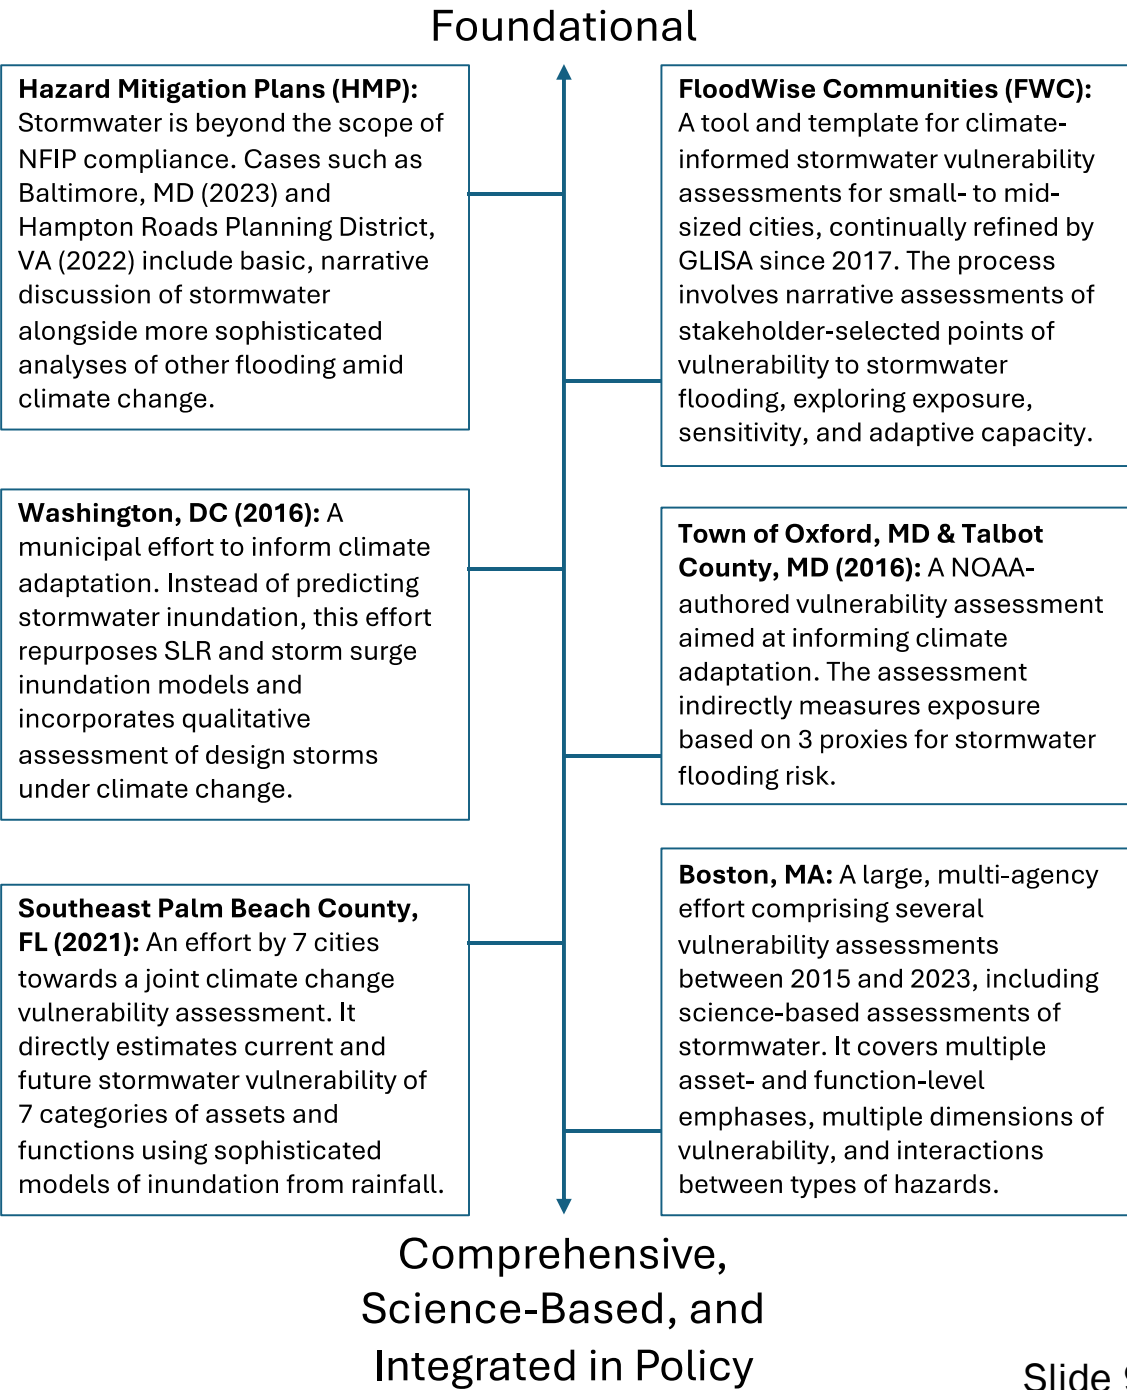 Foundational
Hazard Mitigation Plans (HMP):
Stormwater is beyond the scope of
NFIP compliance. Cases such as
Baltimore, MD (2023) and
Hampton Roads Planning District,
VA (2022) include basic, narrative
discussion of stormwater
alongside more sophisticated
analyses of other flooding amid
climate change.
FloodWise Communities (FWC):
A tool and template for climate-
informed stormwater vulnerability
assessments for small- to mid-
sized cities, continually refined by
GLISA since 2017. The process
involves narrative assessments of
stakeholder-selected points of
vulnerability to stormwater
flooding, exploring exposure,
sensitivity, and adaptive capacity.
Washington, DC (2016): A
municipal effort to inform climate
adaptation. Instead of predicting
stormwater inundation, this effort
repurposes SLR and storm surge
inundation models and
incorporates qualitative
assessment of design storms
under climate change.
Town of Oxford, MD & Talbot
County, MD (2016): A NOAA-
authored vulnerability assessment
aimed at informing climate
adaptation. The assessment
indirectly measures exposure
based on 3 proxies for stormwater
flooding risk.
Southeast Palm Beach County,
FL (2021): An effort by 7 cities
towards a joint climate change
vulnerability assessment. It
directly estimates current and
future stormwater vulnerability of
7 categories of assets and
functions using sophisticated
models of inundation from rainfall.
Boston, MA: A large, multi-agency
effort comprising several
vulnerability assessments
between 2015 and 2023, including
science-based assessments of
stormwater. It covers multiple
asset- and function-level
emphases, multiple dimensions of
vulnerability, and interactions
between types of hazards.
Comprehensive,
Science-Based, and
Integrated in Policy
Slide 9